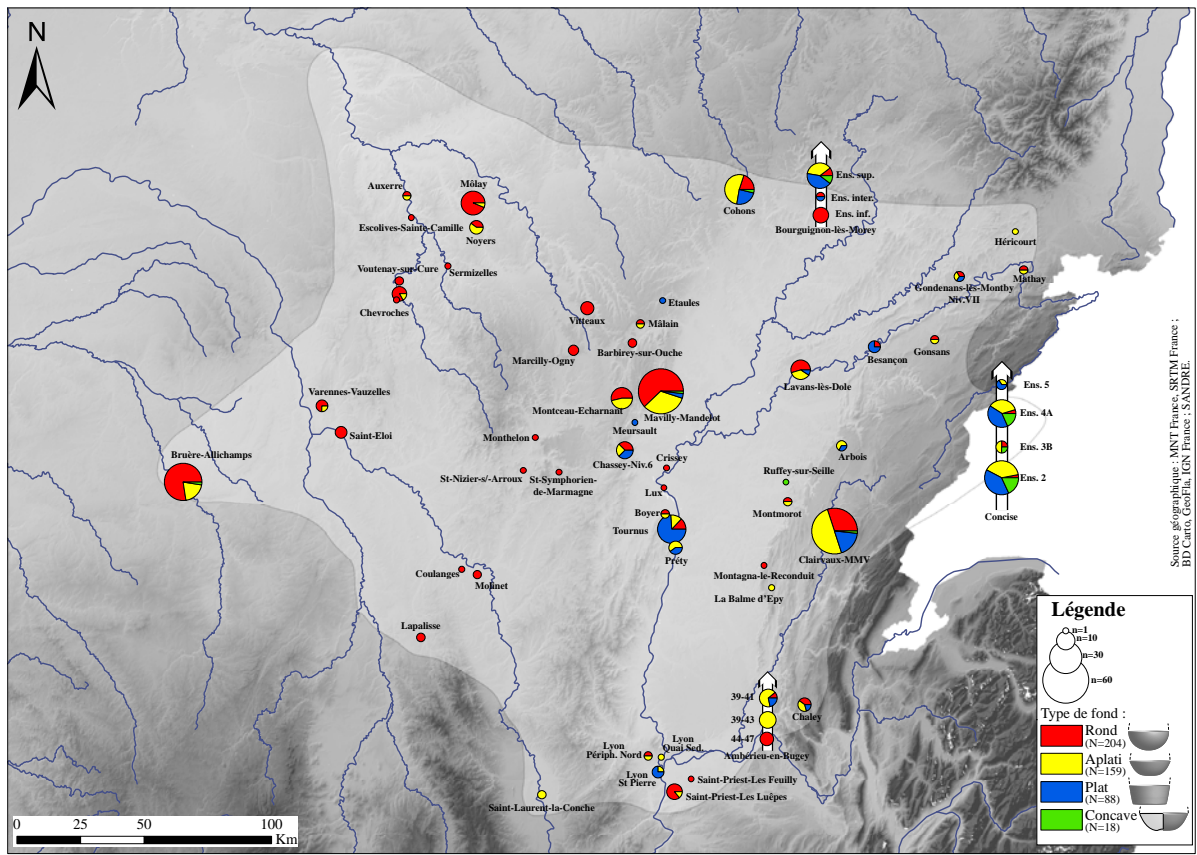 N
Auxerre
Môlay
Escolives-Sainte-Camille
Noyers
Voutenay-sur-Cure
Sermizelles
Chevroches
Vitteaux
Etaules
Mâlain
Marcilly-Ogny
Barbirey-sur-Ouche
Cohons
Ens. sup.
Ens. inter.
Ens. inf.
Bourguignon-lès-Morey
Héricourt
Mathay
Gondenans-lès-Montby
Niv.VII
Besançon
Gonsans
Lavans-lès-Dole
Varennes-Vauzelles
Saint-Eloi
Bruère-Allichamps
Montceau-Echarnant
Mavilly-Mandelot
Meursault
Monthelon
Chassey-Niv.6
St-Nizier-s/-Arroux
St-Symphorien-
de-Marmagne
Crissey
Lux
Boyer
Tournus
Préty
Arbois
Ruffey-sur-Seille
Montmorot
Clairvaux-MMV
Montagna-le-Reconduit
La Balme d'Epy
Ens. 5
Ens. 4A
Ens. 3B
Ens. 2
Concise
Coulanges
Molinet
Lapalisse
39-41
39-43
44-47
Ambérieu-en-Bugey
Chaley
Lyon
Périph. Nord
Lyon
Quai Sed.
Lyon
St Pierre
Saint-Priest-Les Feuilly
Saint-Priest-Les Luêpes
Saint-Laurent-la-Conche
0 25 50 100
Km
Source géographique : MNT France, SRTM France ;
BD Carto, GeoFla, IGN France ; SANDRE.
Légende
n=1
n=10
n=30
n=60
Type de fond :
Rond
(N=204)
Aplati
(N=159)
Plat
(N=88)
Concave
(N=18)